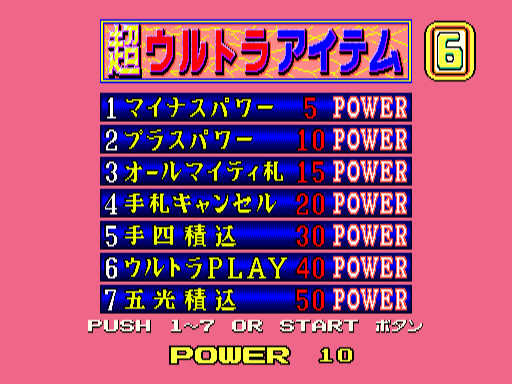 超ウルトラアイテム 6
1 マイナスパワー 5 POWER
2 プラスパワー 10 POWER
3 オールマイティ札 15 POWER
4 手札キャンセル 20 POWER
5 手四積込 30 POWER
6 ウルトラPLAY 40 POWER
7 五光積込 50 POWER
PUSH 1~7 OR START ボタン
POWER 10